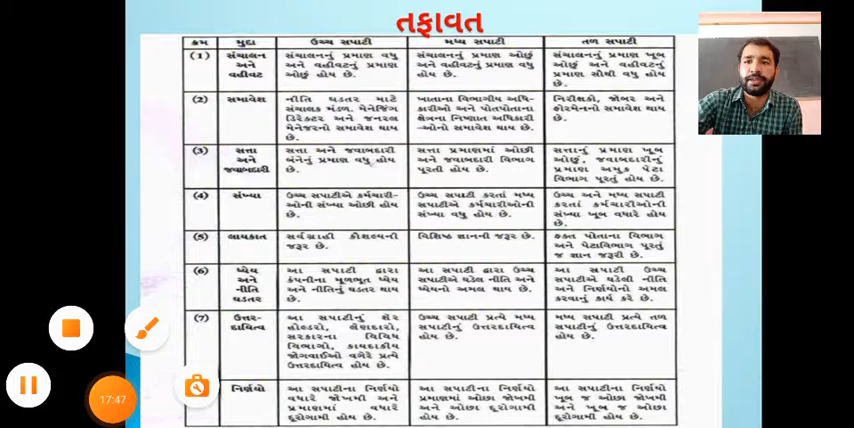 તફાવત
ક્રમ મુદા ઉચ્ચ સપાટી મધ્ય સપાટી તળ સપાટી
(1) સંચાલન અને વહીવટ
સંચાલનનું પ્રમાણ વધુ
અને વહીવટનું પ્રમાણ
ઓછું હોય છે.
સંચાલનનું પ્રમાણ ઓછું
અને વહીવટનું પ્રમાણ વધુ
હોય છે.
સંચાલનનું પ્રમાણ ખૂબ
ઓછું અને વહીવટનું
પ્રમાણ સૌથી વધુ હોય
છે.
(2) સમાવેશ
નીતિ ઘડતર માટે
સંચાલક મંડળ, મેનેજિંગ
ડિરેક્ટર અને જનરલ
મેનેજરનો સમાવેશ થાય
છે.
ખાતાના વિભાગીય અધિ-
કારીઓ અને પોતપોતાના
ક્ષેત્રના નિષ્ણાત અધિકારી
-ઓનો સમાવેશ થાય છે.
નિરીક્ષકો, જોબર અને
ફોરમેનનો સમાવેશ થાય
છે.
(3) સત્તા અને જવાબદારી
સત્તા અને જવાબદારી
બંનેનું પ્રમાણ વધુ હોય છે.
સત્તા પ્રમાણમાં ઓછી
અને જવાબદારી વિભાગ
પૂરતી હોય છે.
સત્તાનું પ્રમાણ ખૂબ
ઓછું, જવાબદારીનું
પ્રમાણ અમુક પેટા
વિભાગ પૂરતું હોય છે.
(4) સંખ્યા
ઉચ્ચ સપાટીએ કર્મચારી-
ઓની સંખ્યા ઓછી હોય
છે.
ઉચ્ચ સપાટી કરતાં મધ્ય
સપાટીએ કર્મચારીઓની
સંખ્યા વધુ હોય છે.
ઉચ્ચ અને મધ્ય સપાટી
કરતાં કર્મચારીઓની
સંખ્યા ખૂબ વધારે હોય
છે.
(5) લાયકાત
સર્વગ્રાહી કૌશલ્યની
જરૂર છે.
વિશિષ્ઠ જ્ઞાનની જરૂર છે.
ફક્ત પોતાના વિભાગ
અને પેટાવિભાગ પૂરતું
જ જ્ઞાન જરૂરી છે.
(6) ધ્યેય અને નીતિ ઘડતર
આ સપાટી દ્વારા
કંપનીના મૂળભૂત ધ્યેય
અને નીતિનું ઘડતર થાય
છે.
આ સપાટી દ્વારા ઉચ્ચ
સપાટીએ ઘડેલ નીતિ અને
ધ્યેયનો અમલ થાય છે.
આ સપાટી ઉચ્ચ
સપાટીએ ઘડેલી નીતિ
અને નિર્ણયોનો અમલ
કરવાનું કાર્ય કરે છે.
(7) ઉત્તર-દાયિત્વ
આ સપાટીનું શેર
હોલ્ડરો, લેણદારો,
સરકારના વિવિધ
વિભાગો, કાયદાકીય
જોગવાઈઓ વગેરે પ્રત્યે
ઉત્તરદાયિત્વ હોય છે.
ઉચ્ચ સપાટી પ્રત્યે મધ્ય
સપાટીનું ઉત્તરદાયિત્વ
હોય છે.
મધ્ય સપાટી પ્રત્યે તળ
સપાટીનું ઉત્તરદાયિત્વ
હોય છે.
નિર્ણયો
આ સપાટીના નિર્ણયો
વધારે જોખમી અને
પ્રમાણમાં વધારે
દૂરોગામી હોય છે.
આ સપાટીના નિર્ણયો
પ્રમાણમાં ઓછા જોખમી
અને ઓછા દૂરોગામી
હોય છે.
આ સપાટીના નિર્ણયો
ખૂબ જ ઓછા જોખમી
અને ખૂબ જ ઓછા
દૂરોગામી હોય છે.
17:47